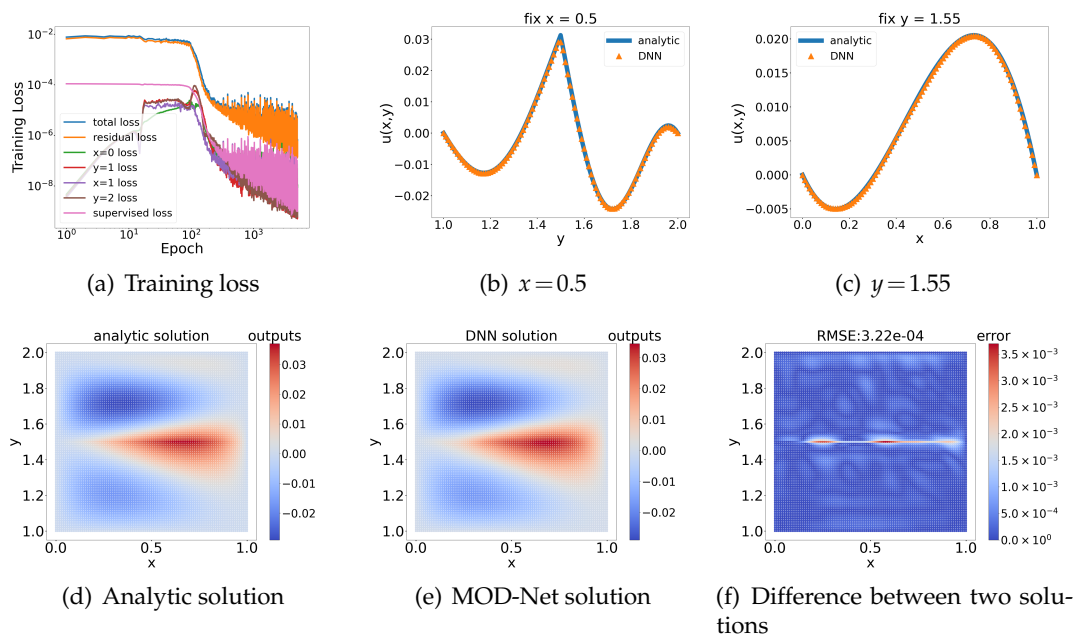 Training Loss
10⁻²
10⁻⁴
10⁻⁶
10⁻⁸
total loss
residual loss
x=0 loss
y=1 loss
x=1 loss
y=2 loss
supervised loss
10⁰ 10¹ 10² 10³
Epoch
(a) Training loss
fix x = 0.5
u(x,y)
0.03
0.02
0.01
0.00
−0.01
−0.02
analytic
DNN
1.0 1.2 1.4 1.6 1.8 2.0
y
(b) x=0.5
fix y = 1.55
u(x,y)
0.020
0.015
0.010
0.005
0.000
−0.005
analytic
DNN
0.0 0.2 0.4 0.6 0.8 1.0
x
(c) y=1.55
analytic solution outputs
y
2.0
1.8
1.6
1.4
1.2
1.0
0.0 0.5 1.0
x
0.03
0.02
0.01
0.00
−0.01
−0.02
(d) Analytic solution
DNN solution outputs
y
2.0
1.8
1.6
1.4
1.2
1.0
0.0 0.5 1.0
x
0.03
0.02
0.01
0.00
−0.01
−0.02
(e) MOD-Net solution
RMSE:3.22e-04 error
y
2.0
1.8
1.6
1.4
1.2
1.0
0.0 0.5 1.0
x
3.5 × 10⁻³
3.0 × 10⁻³
2.5 × 10⁻³
2.0 × 10⁻³
1.5 × 10⁻³
1.0 × 10⁻³
5.0 × 10⁻⁴
0.0 × 10⁰
(f) Difference between two solu-
tions